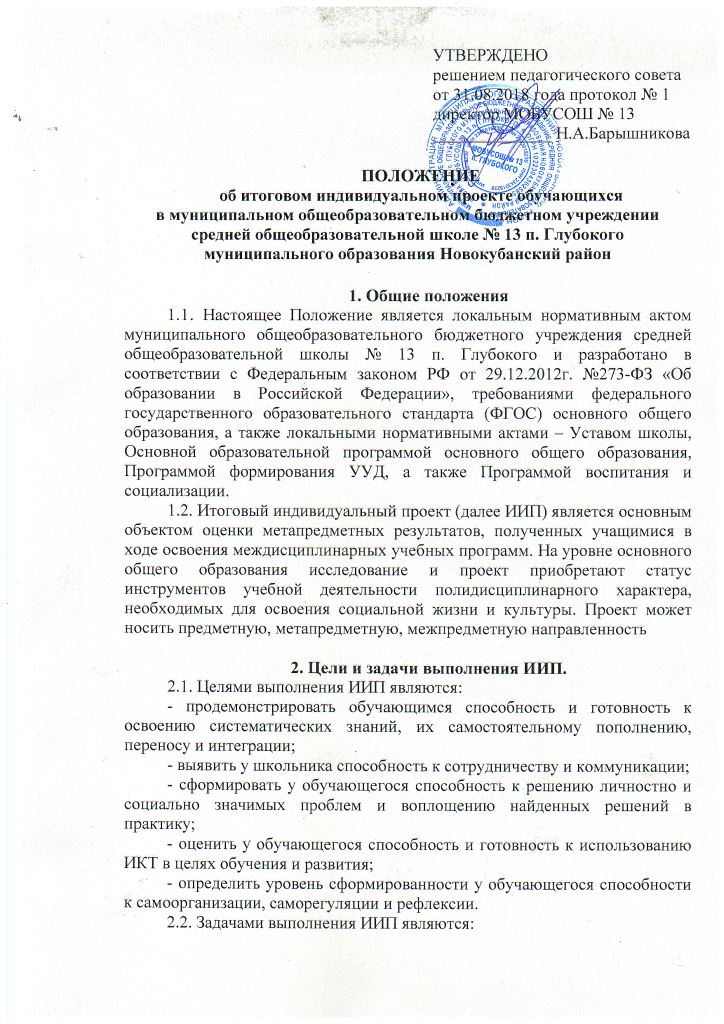 УТВЕРЖДЕНО
решением педагогического совета
от 31.08.2018 года протокол № 1
директор МОБУСОШ № 13
Н.А.Барышникова
МОБУСОШ№ 13
п. ГЛУБОКОГО
ПОЛОЖЕНИЕ
об итоговом индивидуальном проекте обучающихся
в муниципальном общеобразовательном бюджетном учреждении
средней общеобразовательной школе № 13 п. Глубокого
муниципального образования Новокубанский район
1. Общие положения
1.1. Настоящее Положение является локальным нормативным актом
муниципального общеобразовательного бюджетного учреждения средней
общеобразовательной школы № 13 п. Глубокого и разработано в
соответствии с Федеральным законом РФ от 29.12.2012г. №273-ФЗ «Об
образовании в Российской Федерации», требованиями федерального
государственного образовательного стандарта (ФГОС) основного общего
образования, а также локальными нормативными актами – Уставом школы,
Основной образовательной программой основного общего образования,
Программой формирования УУД, а также Программой воспитания и
социализации.
1.2. Итоговый индивидуальный проект (далее ИИП) является основным
объектом оценки метапредметных результатов, полученных учащимися в
ходе освоения междисциплинарных учебных программ. На уровне основного
общего образования исследование и проект приобретают статус
инструментов учебной деятельности полидисциплинарного характера,
необходимых для освоения социальной жизни и культуры. Проект может
носить предметную, метапредметную, межпредметную направленность
2. Цели и задачи выполнения ИИП.
2.1. Целями выполнения ИИП являются:
- продемонстрировать обучающимся способность и готовность к
освоению систематических знаний, их самостоятельному пополнению,
переносу и интеграции;
- выявить у школьника способность к сотрудничеству и коммуникации;
- сформировать у обучающегося способность к решению личностно и
социально значимых проблем и воплощению найденных решений в
практику;
- оценить у обучающегося способность и готовность к использованию
ИКТ в целях обучения и развития;
- определить уровень сформированности у обучающегося способности
к самоорганизации, саморегуляции и рефлексии.
2.2. Задачами выполнения ИИП являются: